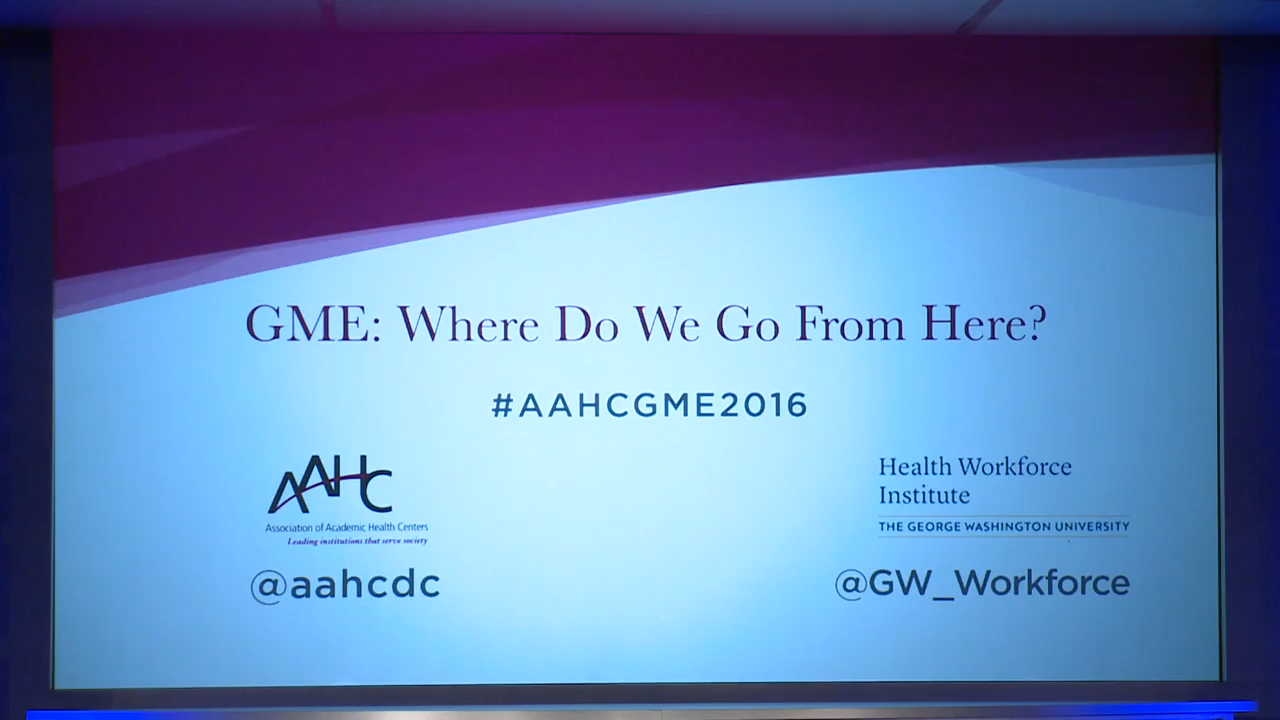 GME: Where Do We Go From Here?
#AAHCGME2016
AAHC
Association of Academic Health Centers
Leading institutions that serve society
@aahcdc
Health Workforce
Institute
THE GEORGE WASHINGTON UNIVERSITY
@GW_Workforce